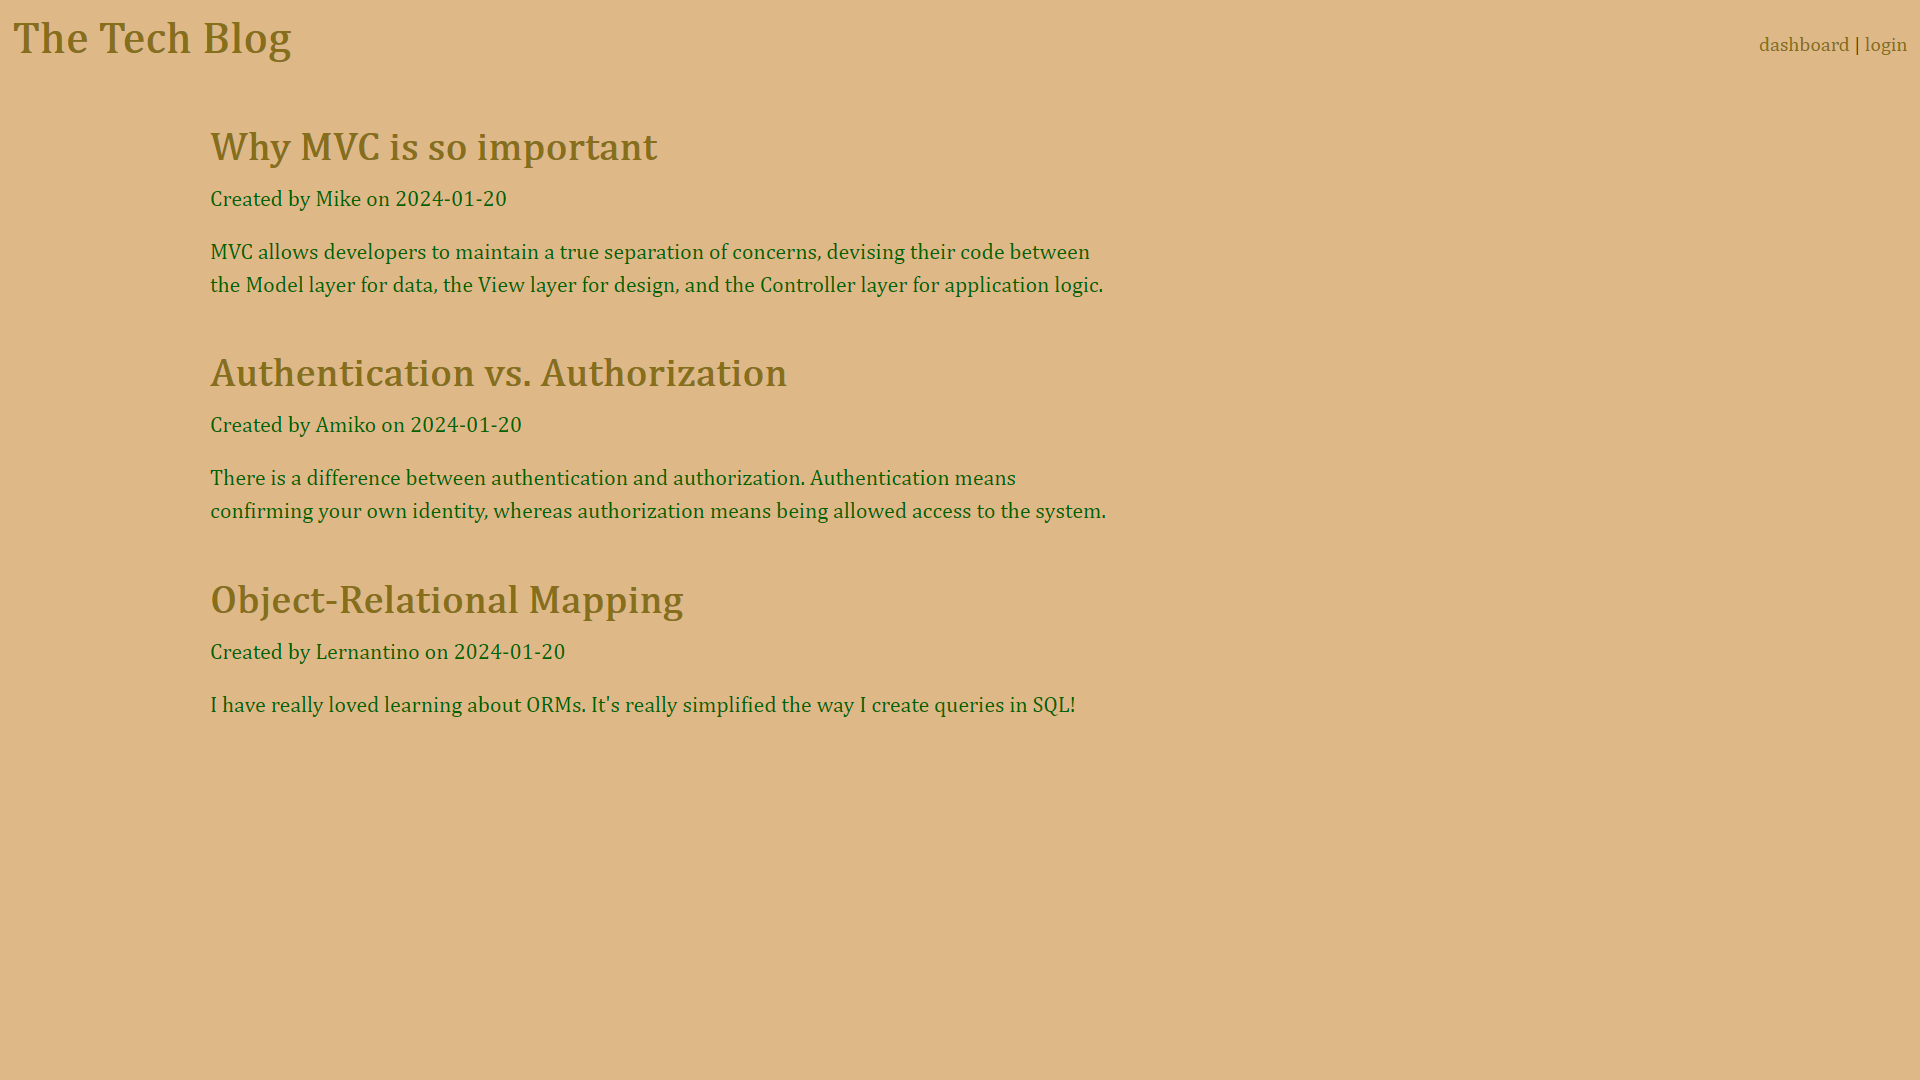 The Tech Blog
dashboard | login
Why MVC is so important
Created by Mike on 2024-01-20
MVC allows developers to maintain a true separation of concerns, devising their code between
the Model layer for data, the View layer for design, and the Controller layer for application logic.
Authentication vs. Authorization
Created by Amiko on 2024-01-20
There is a difference between authentication and authorization. Authentication means
confirming your own identity, whereas authorization means being allowed access to the system.
Object-Relational Mapping
Created by Lernantino on 2024-01-20
I have really loved learning about ORMs. It's really simplified the way I create queries in SQL!